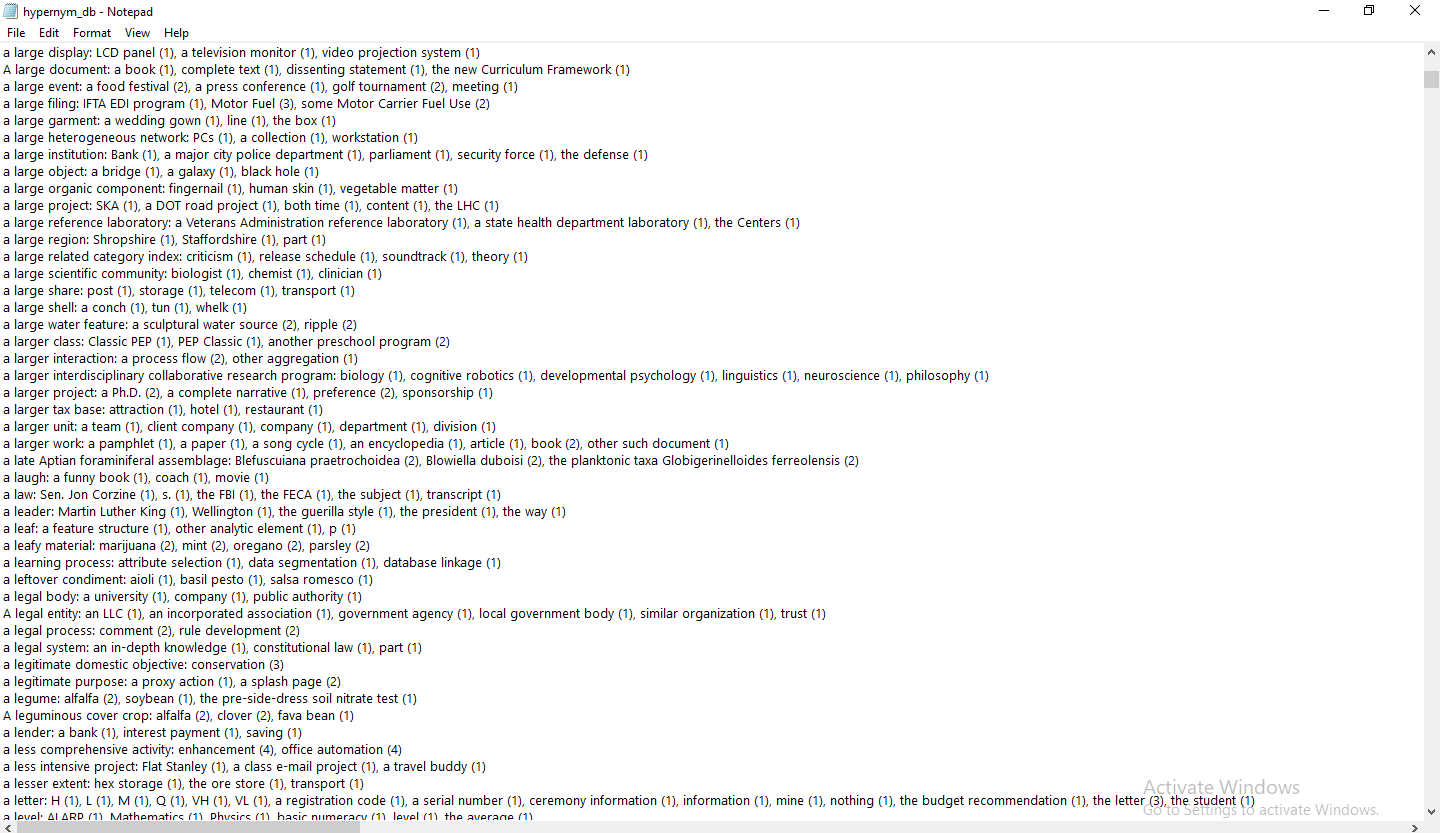 hypernym_db - Notepad
File Edit Format View Help
a large display: LCD panel (1), a television monitor (1), video projection system (1)
A large document: a book (1), complete text (1), dissenting statement (1), the new Curriculum Framework (1)
a large event: a food festival (2), a press conference (1), golf tournament (2), meeting (1)
a large filing: IFTA EDI program (1), Motor Fuel (3), some Motor Carrier Fuel Use (2)
a large garment: a wedding gown (1), line (1), the box (1)
a large heterogeneous network: PCs (1), a collection (1), workstation (1)
a large institution: Bank (1), a major city police department (1), parliament (1), security force (1), the defense (1)
a large object: a bridge (1), a galaxy (1), black hole (1)
a large organic component: fingernail (1), human skin (1), vegetable matter (1)
a large project: SKA (1), a DOT road project (1), both time (1), content (1), the LHC (1)
a large reference laboratory: a Veterans Administration reference laboratory (1), a state health department laboratory (1), the Centers (1)
a large region: Shropshire (1), Staffordshire (1), part (1)
a large related category index: criticism (1), release schedule (1), soundtrack (1), theory (1)
a large scientific community: biologist (1), chemist (1), clinician (1)
a large share: post (1), storage (1), telecom (1), transport (1)
a large shell: a conch (1), tun (1), whelk (1)
a large water feature: a sculptural water source (2), ripple (2)
a larger class: Classic PEP (1), PEP Classic (1), another preschool program (2)
a larger interaction: a process flow (2), other aggregation (1)
a larger interdisciplinary collaborative research program: biology (1), cognitive robotics (1), developmental psychology (1), linguistics (1), neuroscience (1), philosophy (1)
a larger project: a Ph.D. (2), a complete narrative (1), preference (2), sponsorship (1)
a larger tax base: attraction (1), hotel (1), restaurant (1)
a larger unit: a team (1), client company (1), company (1), department (1), division (1)
a larger work: a pamphlet (1), a paper (1), a song cycle (1), an encyclopedia (1), article (1), book (2), other such document (1)
a late Aptian foraminiferal assemblage: Blefuscuiana praetrochoidea (2), Blowiella duboisi (2), the planktonic taxa Globigerinelloides ferreolensis (2)
a laugh: a funny book (1), coach (1), movie (1)
a law: Sen. Jon Corzine (1), s. (1), the FBI (1), the FECA (1), the subject (1), transcript (1)
a leader: Martin Luther King (1), Wellington (1), the guerilla style (1), the president (1), the way (1)
a leaf: a feature structure (1), other analytic element (1), p (1)
a leafy material: marijuana (2), mint (2), oregano (2), parsley (2)
a learning process: attribute selection (1), data segmentation (1), database linkage (1)
a leftover condiment: aioli (1), basil pesto (1), salsa romesco (1)
a legal body: a university (1), company (1), public authority (1)
A legal entity: an LLC (1), an incorporated association (1), government agency (1), local government body (1), similar organization (1), trust (1)
a legal process: comment (2), rule development (2)
a legal system: an in-depth knowledge (1), constitutional law (1), part (1)
a legitimate domestic objective: conservation (3)
a legitimate purpose: a proxy action (1), a splash page (2)
a legume: alfalfa (2), soybean (1), the pre-side-dress soil nitrate test (1)
A leguminous cover crop: alfalfa (2), clover (2), fava bean (1)
a lender: a bank (1), interest payment (1), saving (1)
a less comprehensive activity: enhancement (4), office automation (4)
a less intensive project: Flat Stanley (1), a class e-mail project (1), a travel buddy (1)
a lesser extent: hex storage (1), the ore store (1), transport (1)
a letter: H (1), L (1), M (1), Q (1), VH (1), VL (1), a registration code (1), a serial number (1), ceremony information (1), information (1), mine (1), nothing (1), the budget recommendation (1), the letter (3), the student (1)
a level: ALARP (1), Mathematics (1), Physics (1), basic numeracy (1), level (1), the average (1)
Activate Windows
Go to Settings to activate Windows.